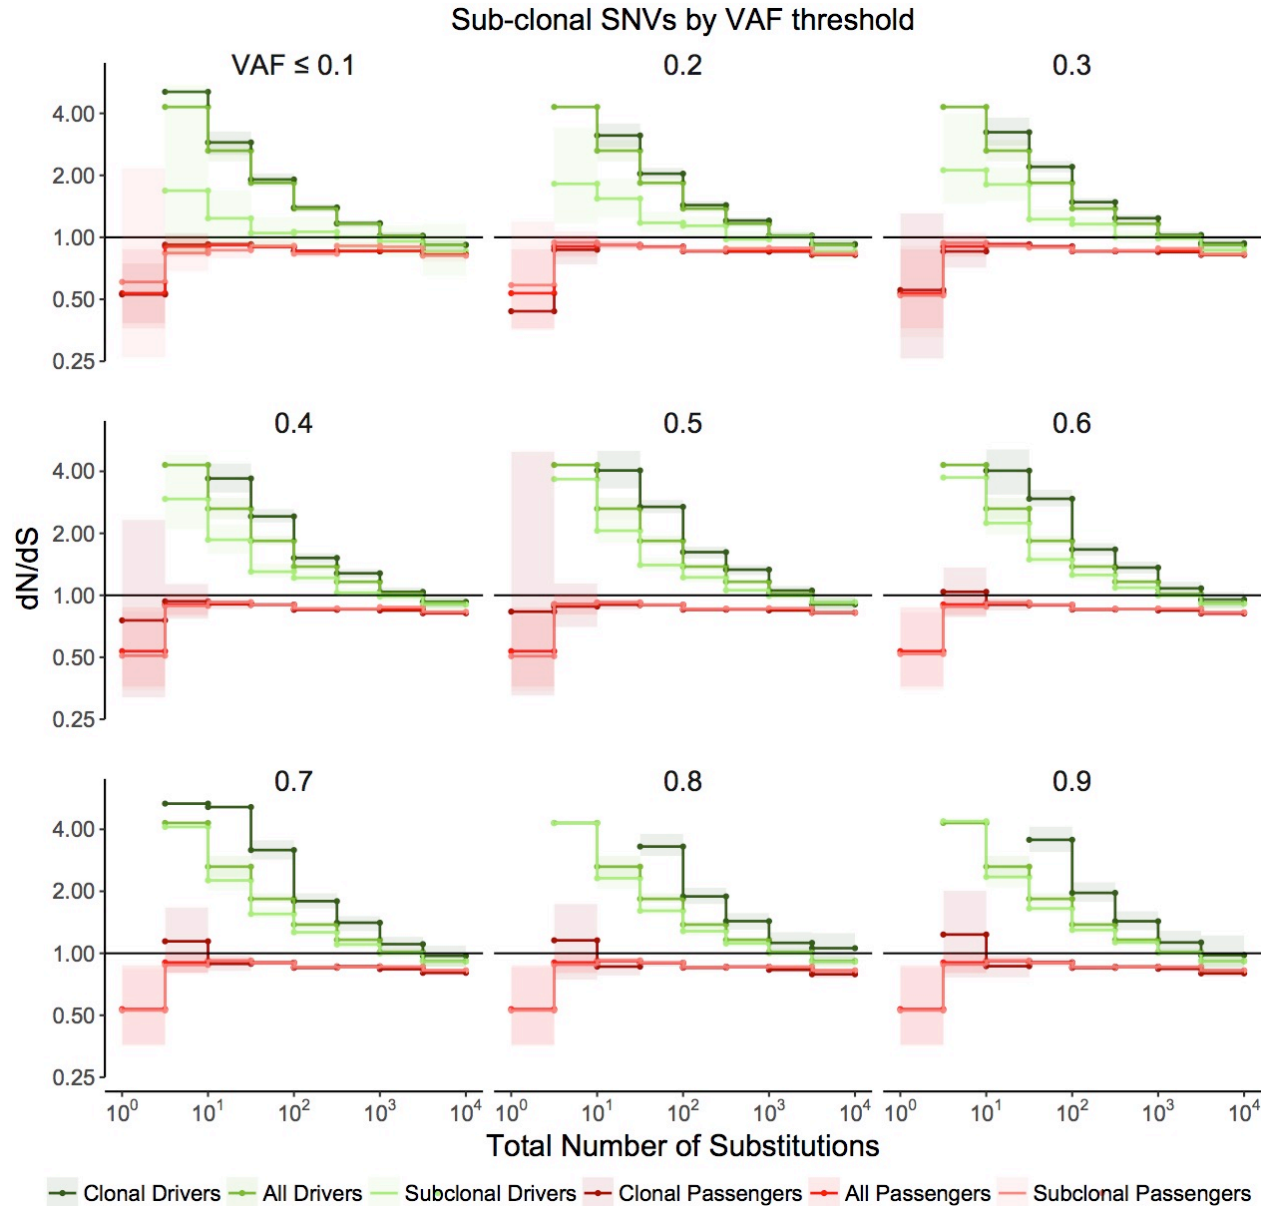 Sub-clonal SNVs by VAF threshold
VAF ≤ 0.1 0.2 0.3
4.00
2.00
1.00
0.50
0.25
0.4 0.5 0.6
4.00
2.00
1.00
0.50
0.25
dN/dS
0.7 0.8 0.9
4.00
2.00
1.00
0.50
0.25
10⁰ 10¹ 10² 10³ 10⁴ 10⁰ 10¹ 10² 10³ 10⁴ 10⁰ 10¹ 10² 10³ 10⁴
Total Number of Substitutions
Clonal Drivers All Drivers Subclonal Drivers Clonal Passengers All Passengers Subclonal Passengers